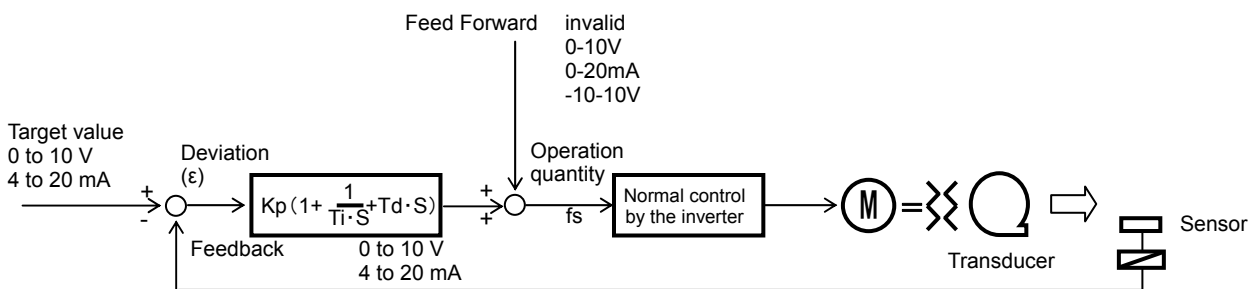 Feed Forward
invalid
0-10V
0-20mA
-10-10V
Target value
0 to 10 V
4 to 20 mA
+
-
Deviation
(ε)
Kp(1+ 1/Ti·S +Td·S)
+
+
Operation
quantity
fs
Normal control
by the inverter
M
Sensor
Feedback
0 to 10 V
4 to 20 mA
Transducer